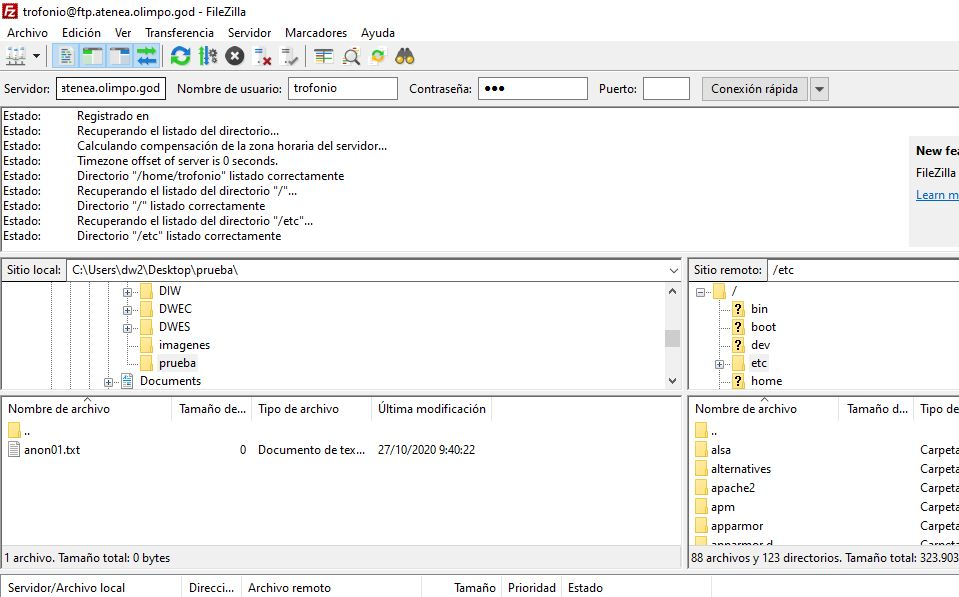 trofonio@ftp.atenea.olimpo.god - FileZilla
Archivo Edición Ver Transferencia Servidor Marcadores Ayuda
Servidor: atenea.olimpo.god Nombre de usuario: trofonio Contraseña: ●●● Puerto: Conexión rápida
Estado: Registrado en
Estado: Recuperando el listado del directorio...
Estado: Calculando compensación de la zona horaria del servidor...
Estado: Timezone offset of server is 0 seconds.
Estado: Directorio "/home/trofonio" listado correctamente
Estado: Recuperando el listado del directorio "/"...
Estado: Directorio "/" listado correctamente
Estado: Recuperando el listado del directorio "/etc"...
Estado: Directorio "/etc" listado correctamente
New fea
FileZilla
Learn m
Sitio local: C:\Users\dw2\Desktop\prueba\
DIW
DWEC
DWES
imagenes
prueba
Documents
Sitio remoto: /etc
/
? bin
? boot
? dev
etc
? home
Nombre de archivo Tamaño de... Tipo de archivo Última modificación
..
anon01.txt 0 Documento de tex... 27/10/2020 9:40:22
1 archivo. Tamaño total: 0 bytes
Nombre de archivo Tamaño d... Tipo de
..
alsa Carpeta
alternatives Carpeta
apache2 Carpeta
apm Carpeta
apparmor Carpeta
apparmor.d Carpeta
88 archivos y 123 directorios. Tamaño total: 323.903
Servidor/Archivo local Direcci... Archivo remoto Tamaño Prioridad Estado